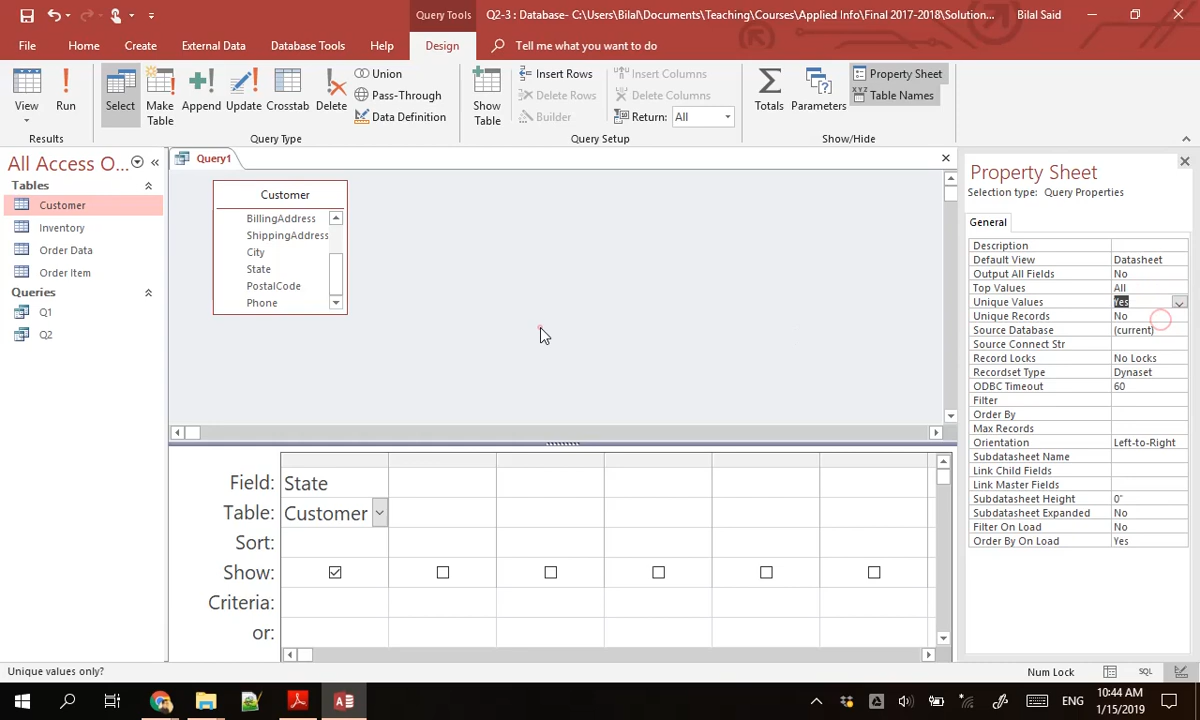 Query Tools
Q2-3 : Database- C:\Users\Bilal\Documents\Teaching\Courses\Applied Info\Final 2017-2018\Solution...
Bilal Said
File Home Create External Data Database Tools Help Design Tell me what you want to do
View
Run
Results
Select
Make Table
Append
Update
Crosstab
Delete
Union
Pass-Through
Data Definition
Query Type
Show Table
Insert Rows
Delete Rows
Builder
Insert Columns
Delete Columns
Return: All
Query Setup
Totals
Parameters
Property Sheet
XYZ Table Names
Show/Hide
All Access O...
Tables
Customer
Inventory
Order Data
Order Item
Queries
Q1
Q2
Query1
Customer
BillingAddress
ShippingAddress
City
State
PostalCode
Phone
Field: State
Table: Customer
Sort:
Show:
Criteria:
or:
Property Sheet
Selection type: Query Properties
General
Description
Default View Datasheet
Output All Fields No
Top Values All
Unique Values Yes
Unique Records No
Source Database (current)
Source Connect Str
Record Locks No Locks
Recordset Type Dynaset
ODBC Timeout 60
Filter
Order By
Max Records
Orientation Left-to-Right
Subdatasheet Name
Link Child Fields
Link Master Fields
Subdatasheet Height 0"
Subdatasheet Expanded No
Filter On Load No
Order By On Load Yes
Unique values only?
Num Lock
SQL
ENG
10:44 AM
1/15/2019